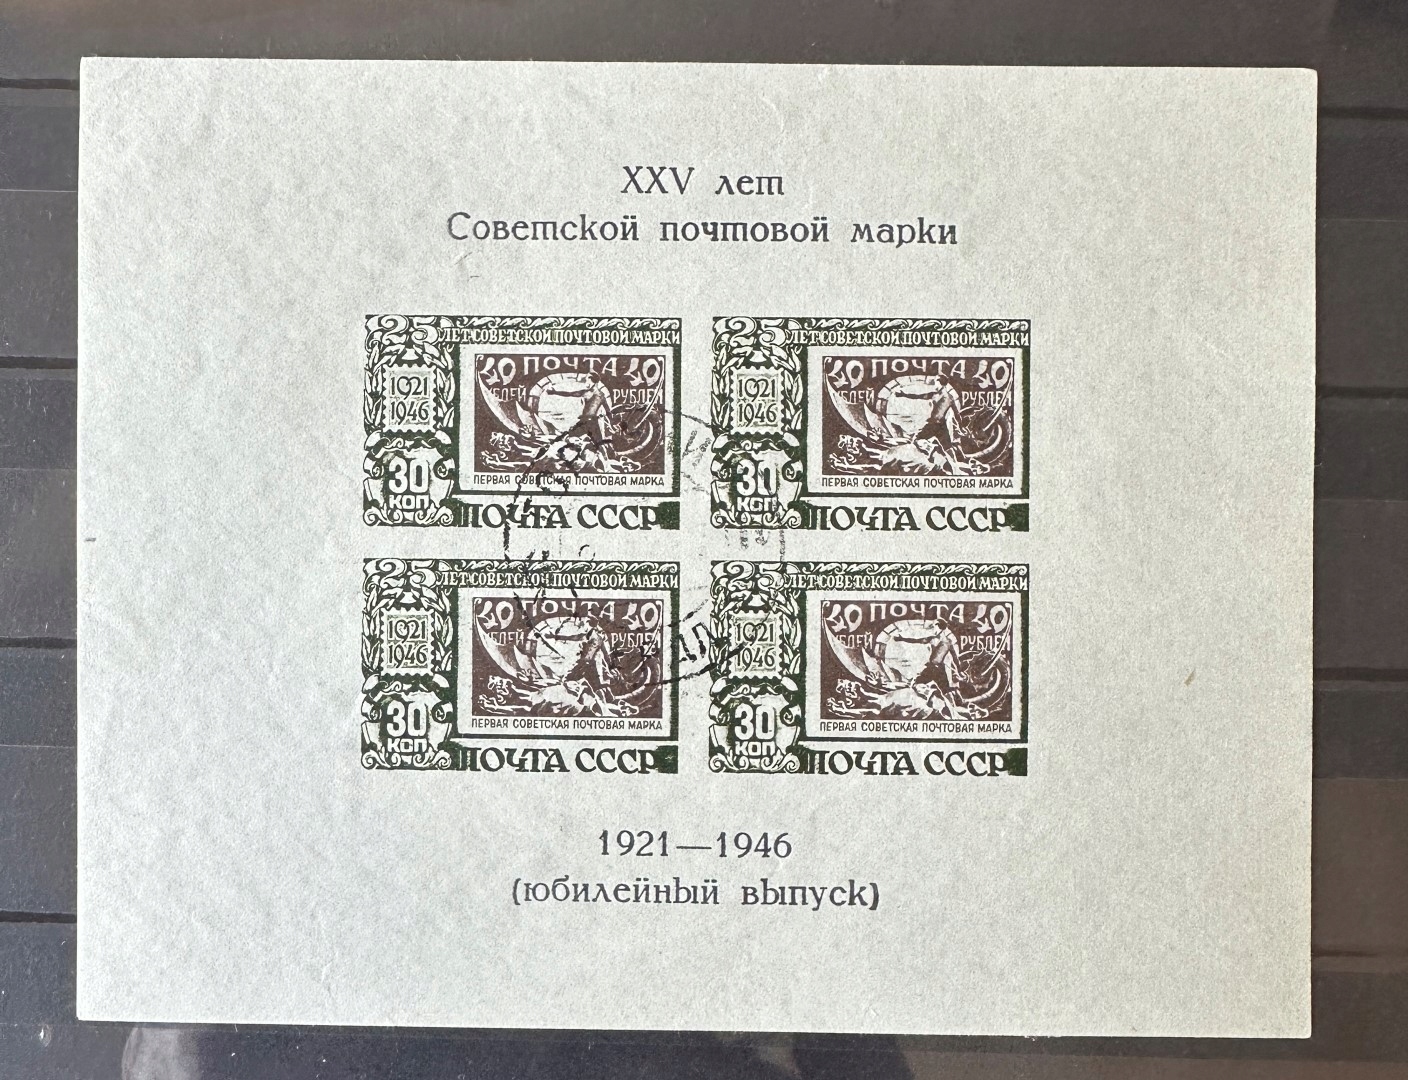 XXV лет
Советской почтовой марки
25 ЛЕТ·СОВЕТСКОЙ ПОЧТОВОЙ МАРКИ
40 ПОЧТА 40
РУБЛЕЙ
1921
1946
30
КОП
ПЕРВАЯ СОВЕТСКАЯ ПОЧТОВАЯ МАРКА
ПОЧТА СССР
25 ЛЕТ·СОВЕТСКОЙ ПОЧТОВОЙ МАРКИ
40 ПОЧТА 40
РУБЛЕЙ
1921
1946
30
КОП
ПЕРВАЯ СОВЕТСКАЯ ПОЧТОВАЯ МАРКА
ПОЧТА СССР
25 ЛЕТ·СОВЕТСКОЙ ПОЧТОВОЙ МАРКИ
40 ПОЧТА 40
РУБЛЕЙ
1921
1946
30
КОП
ПЕРВАЯ СОВЕТСКАЯ ПОЧТОВАЯ МАРКА
ПОЧТА СССР
25 ЛЕТ·СОВЕТСКОЙ ПОЧТОВОЙ МАРКИ
40 ПОЧТА 40
РУБЛЕЙ
1921
1946
30
КОП
ПЕРВАЯ СОВЕТСКАЯ ПОЧТОВАЯ МАРКА
ПОЧТА СССР
1921—1946
(юбилейный выпуск)